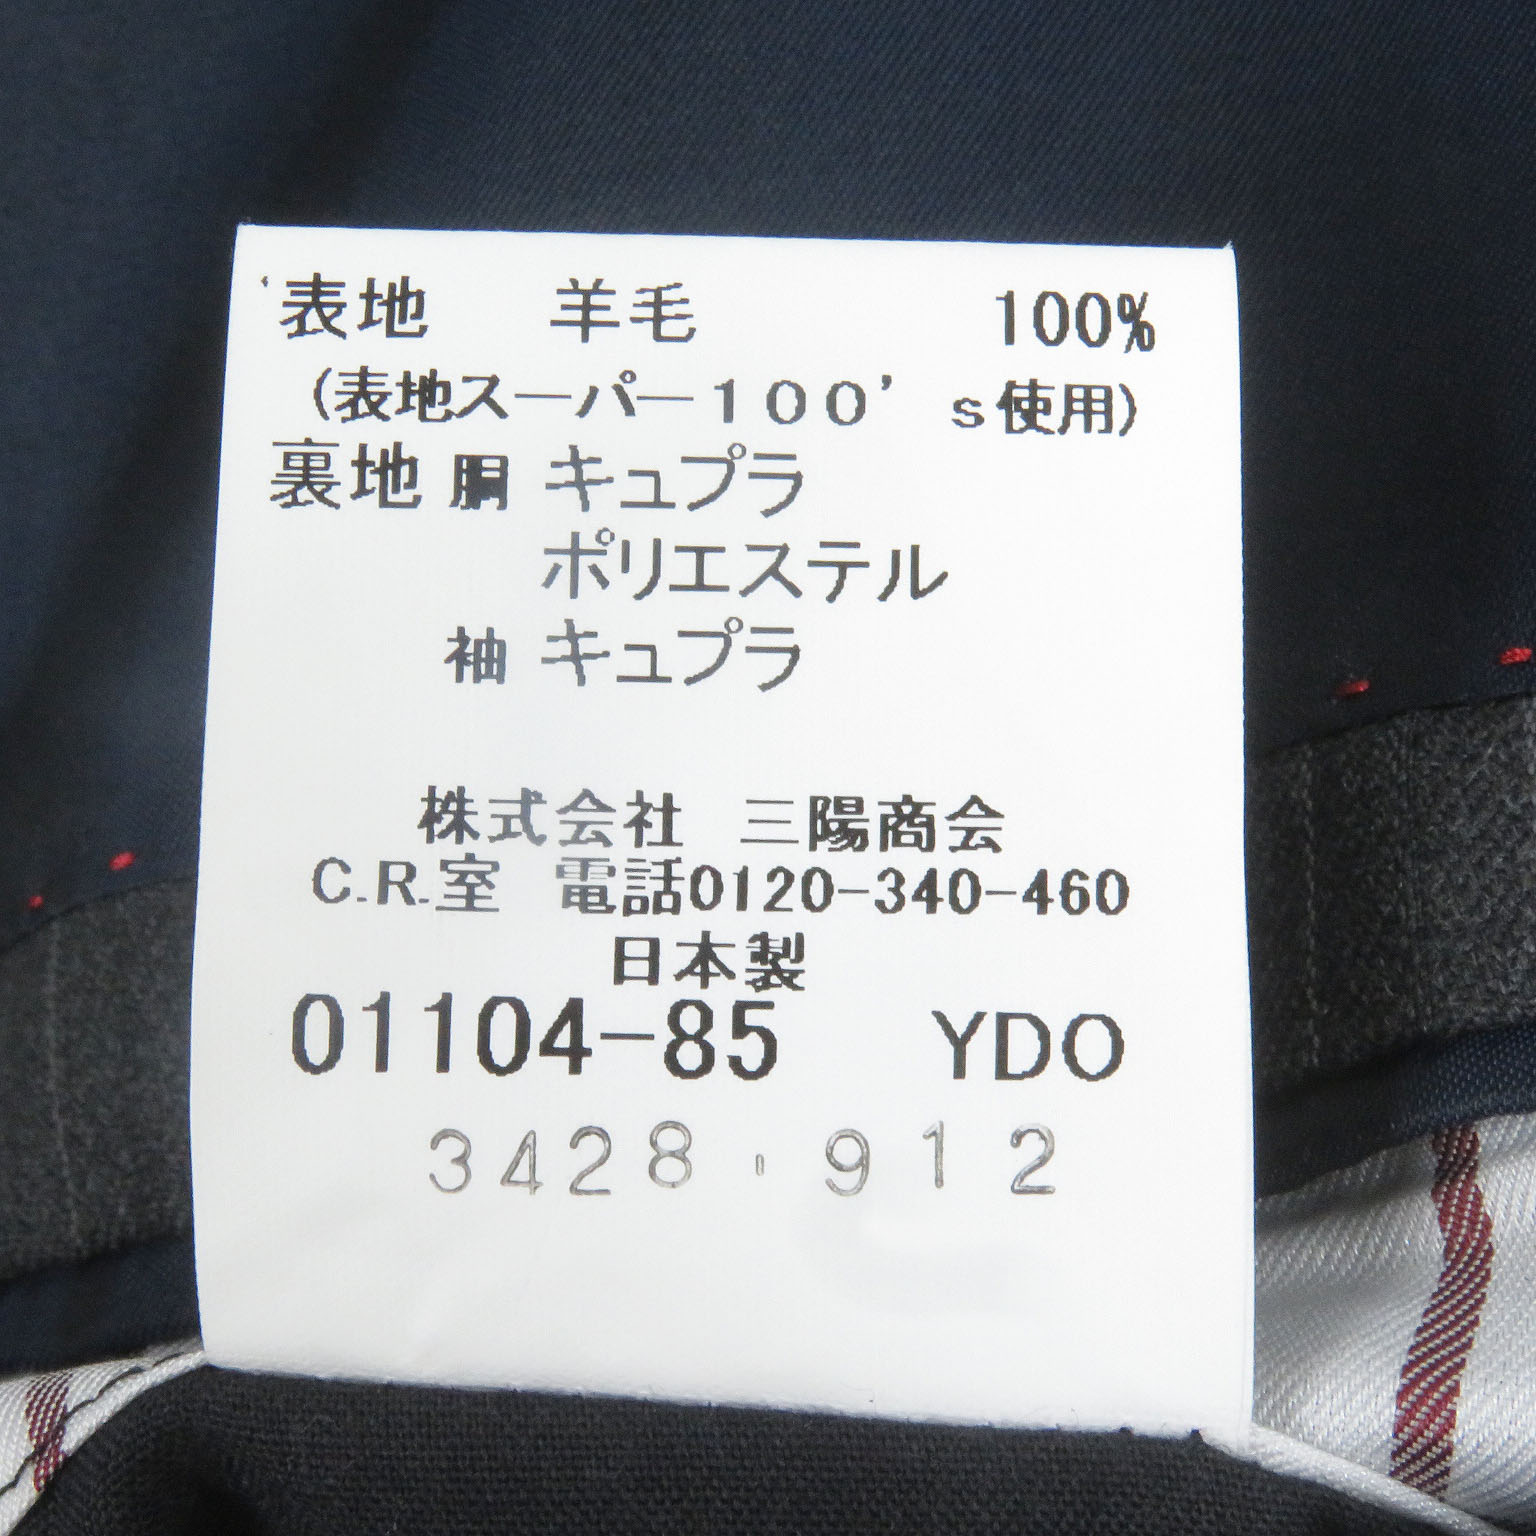 表地 羊毛 100%
(表地スーパー100's使用)
裏地 胴 キュプラ
ポリエステル
袖 キュプラ
株式会社 三陽商会
C.R.室 電話0120-340-460
日本製
01104-85 YDO
3428.912